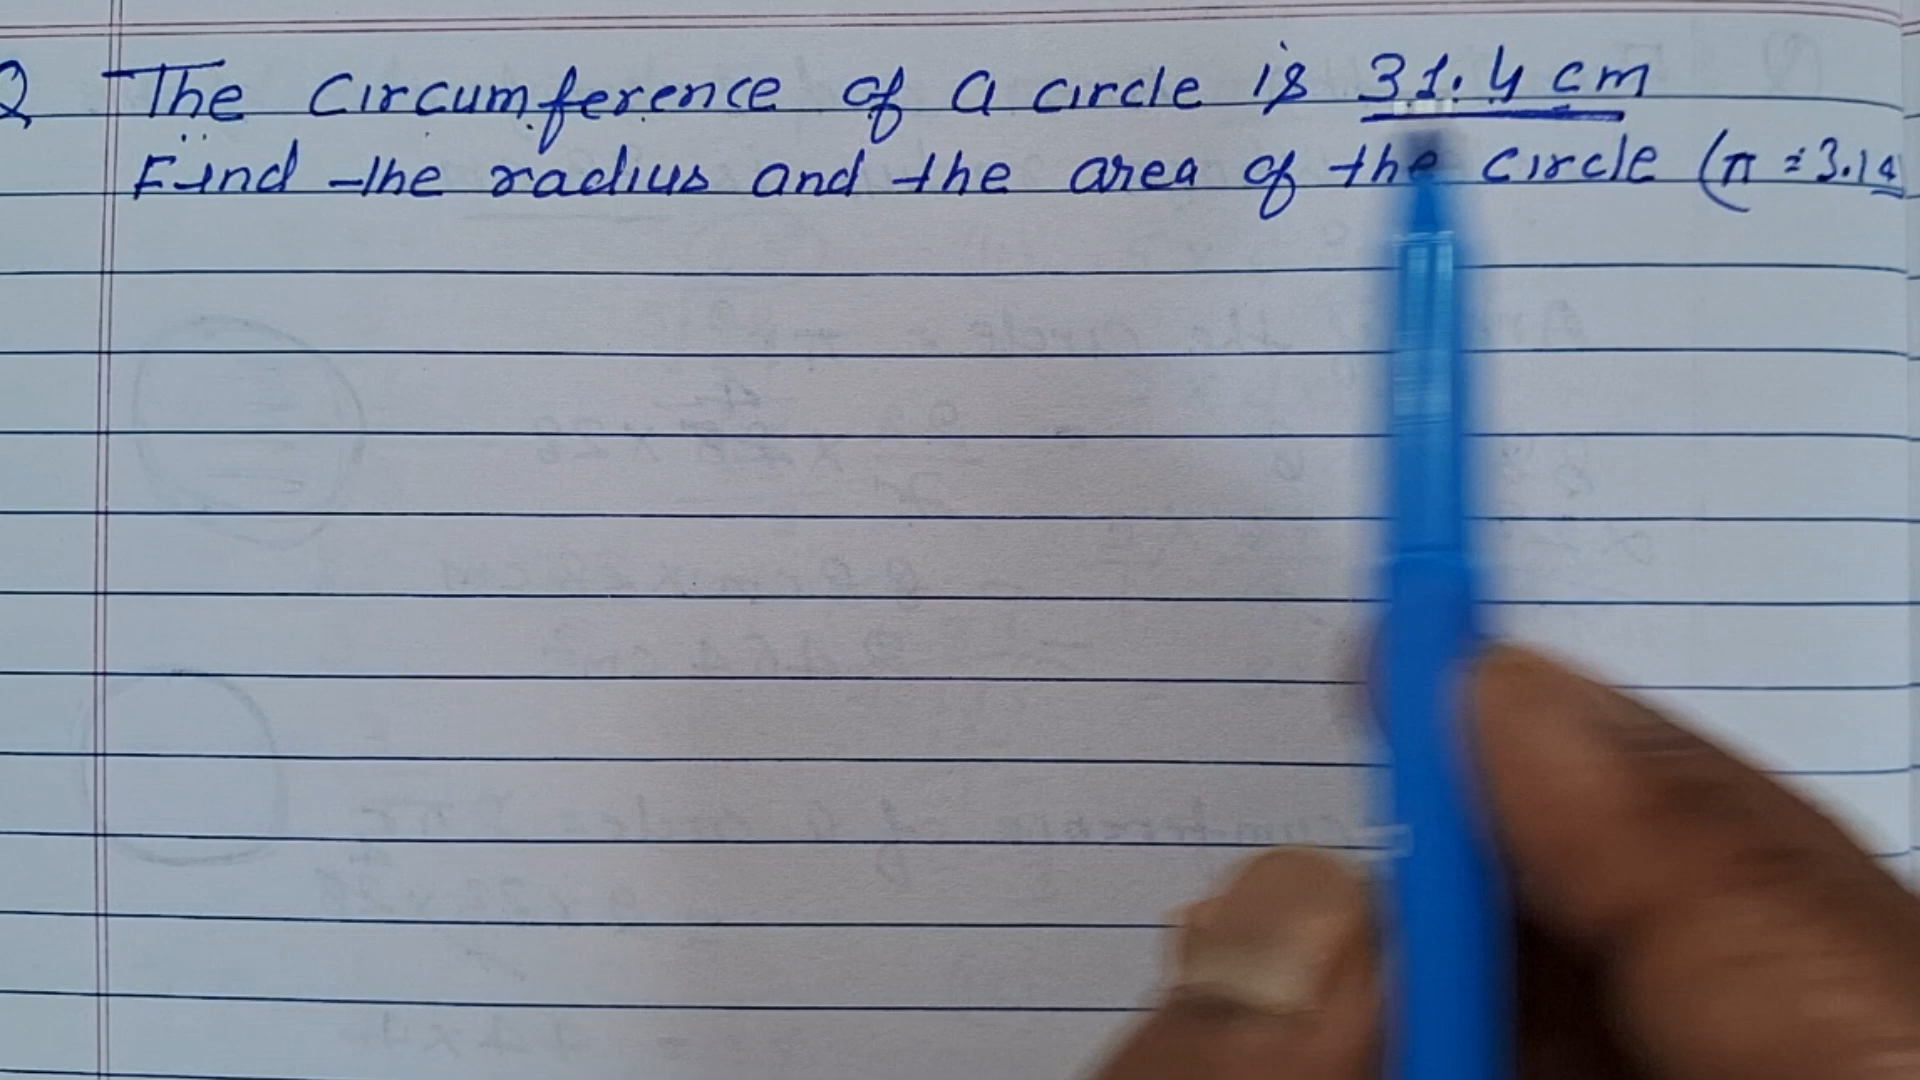 Q The Circumference of a circle is 31.4 cm
Find the radius and the area of the circle (π = 3.14